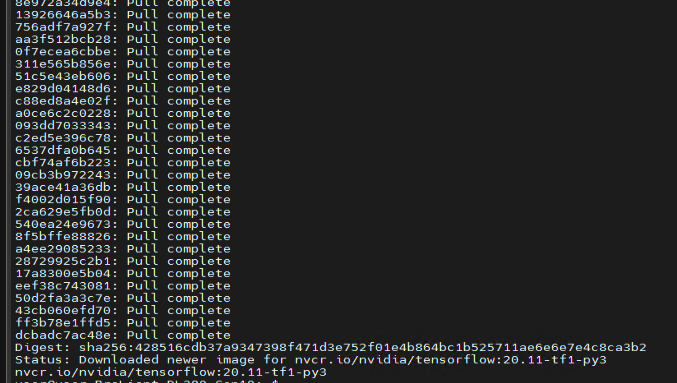 8e972a34d9e4: Pull complete
13926646a5b3: Pull complete
756adf7a927f: Pull complete
aa3f512bcb28: Pull complete
0f7ecea6cbbe: Pull complete
311e565b856e: Pull complete
51c5e43eb606: Pull complete
e829d04148d6: Pull complete
c88ed8a4e02f: Pull complete
a0ce6c2c0228: Pull complete
093dd7033343: Pull complete
c2ed5e396c78: Pull complete
6537dfa0b645: Pull complete
cbf74af6b223: Pull complete
09cb3b972243: Pull complete
39ace41a36db: Pull complete
f4002d015f90: Pull complete
2ca629e5fb0d: Pull complete
540ea24e9673: Pull complete
8f5bffe88826: Pull complete
a4ee29085233: Pull complete
28729925c2b1: Pull complete
17a8300e5b04: Pull complete
eef38c743081: Pull complete
50d2fa3a3c7e: Pull complete
43cb060efd70: Pull complete
ff3b78e1ffd5: Pull complete
dcbadc7ac48e: Pull complete
Digest: sha256:428516cdb37a9347398f471d3e752f01e4b864bc1b525711ae6e6e7e4c8ca3b2
Status: Downloaded newer image for nvcr.io/nvidia/tensorflow:20.11-tf1-py3
nvcr.io/nvidia/tensorflow:20.11-tf1-py3